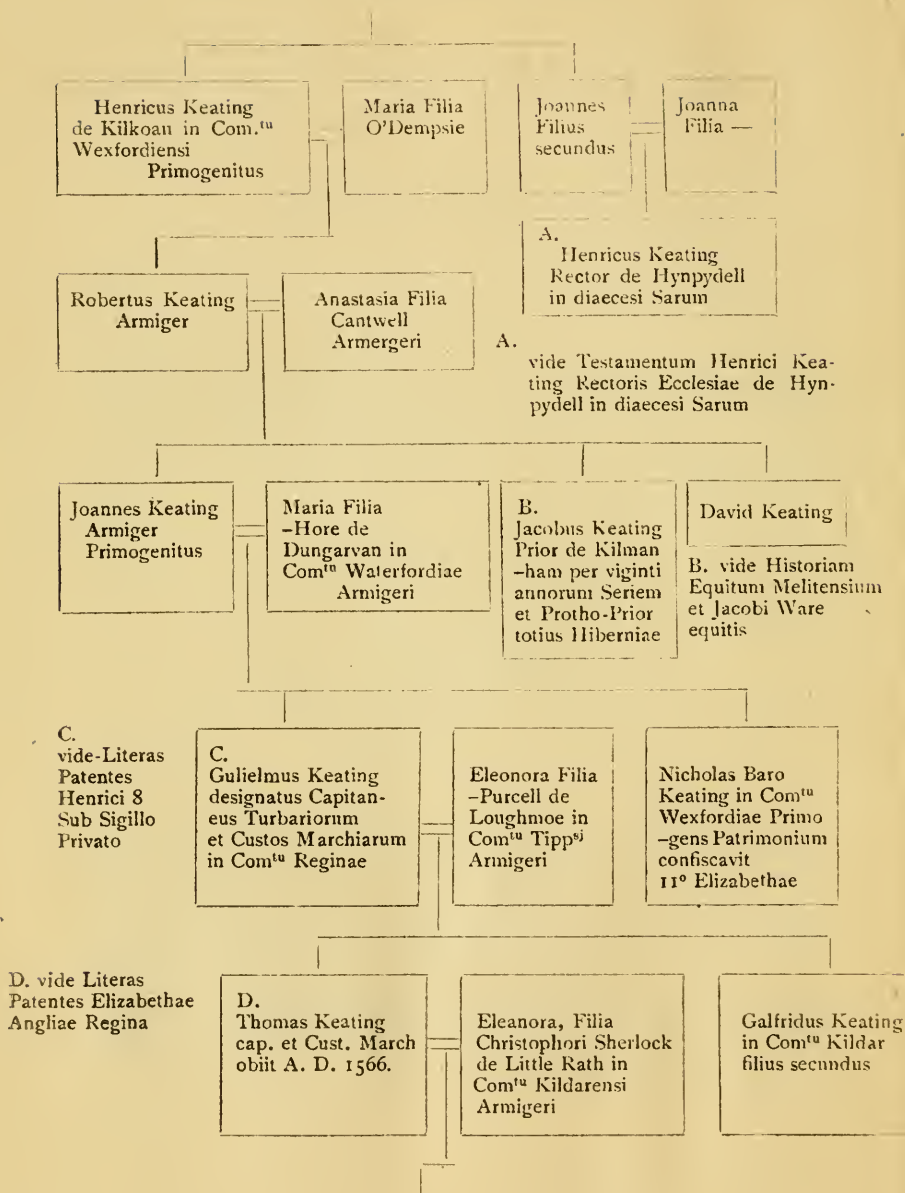 Henricus Keating
de Kilkoan in Com.ᵗᵘ
Wexfordiensi
Primogenitus
Maria Filia
O'Dempsie
Joannes
Filius
secundus
Joanna
Filia —
A.
Henricus Keating
Rector de Hynpydell
in diaecesi Sarum
Robertus Keating
Armiger
Anastasia Filia
Cantwell
Armergeri
A.
vide Testamentum Henrici Kea-
ting Rectoris Ecclesiae de Hyn-
pydell in diaecesi Sarum
Joannes Keating
Armiger
Primogenitus
Maria Filia
-Hore de
Dungarvan in
Comᵗᵘ Waterfordiae
Armigeri
B.
Jacobus Keating
Prior de Kilman
-ham per viginti
annorum Seriem
et Protho-Prior
totius Hiberniae
David Keating
B. vide Historiam
Equitum Melitensium
et Jacobi Ware
equitis
C.
vide-Literas
Patentes
Henrici 8
Sub Sigillo
Privato
C.
Gulielmus Keating
designatus Capitan-
eus Turbariorum
et Custos Marchiarum
in Comᵗᵘ Reginae
Eleonora Filia
-Purcell de
Loughmoe in
Comᵗᵘ Tippˢʲ
Armigeri
Nicholas Baro
Keating in Comᵗᵘ
Wexfordiae Primo
-gens Patrimonium
confiscavit
11º Elizabethae
D. vide Literas
Patentes Elizabethae
Angliae Regina
D.
Thomas Keating
cap. et Cust. March
obiit A. D. 1566.
Eleanora, Filia
Christophori Sherlock
de Little Rath in
Comᵗᵘ Kildarensi
Armigeri
Galfridus Keating
in Comᵗᵘ Kildar
filius secundus